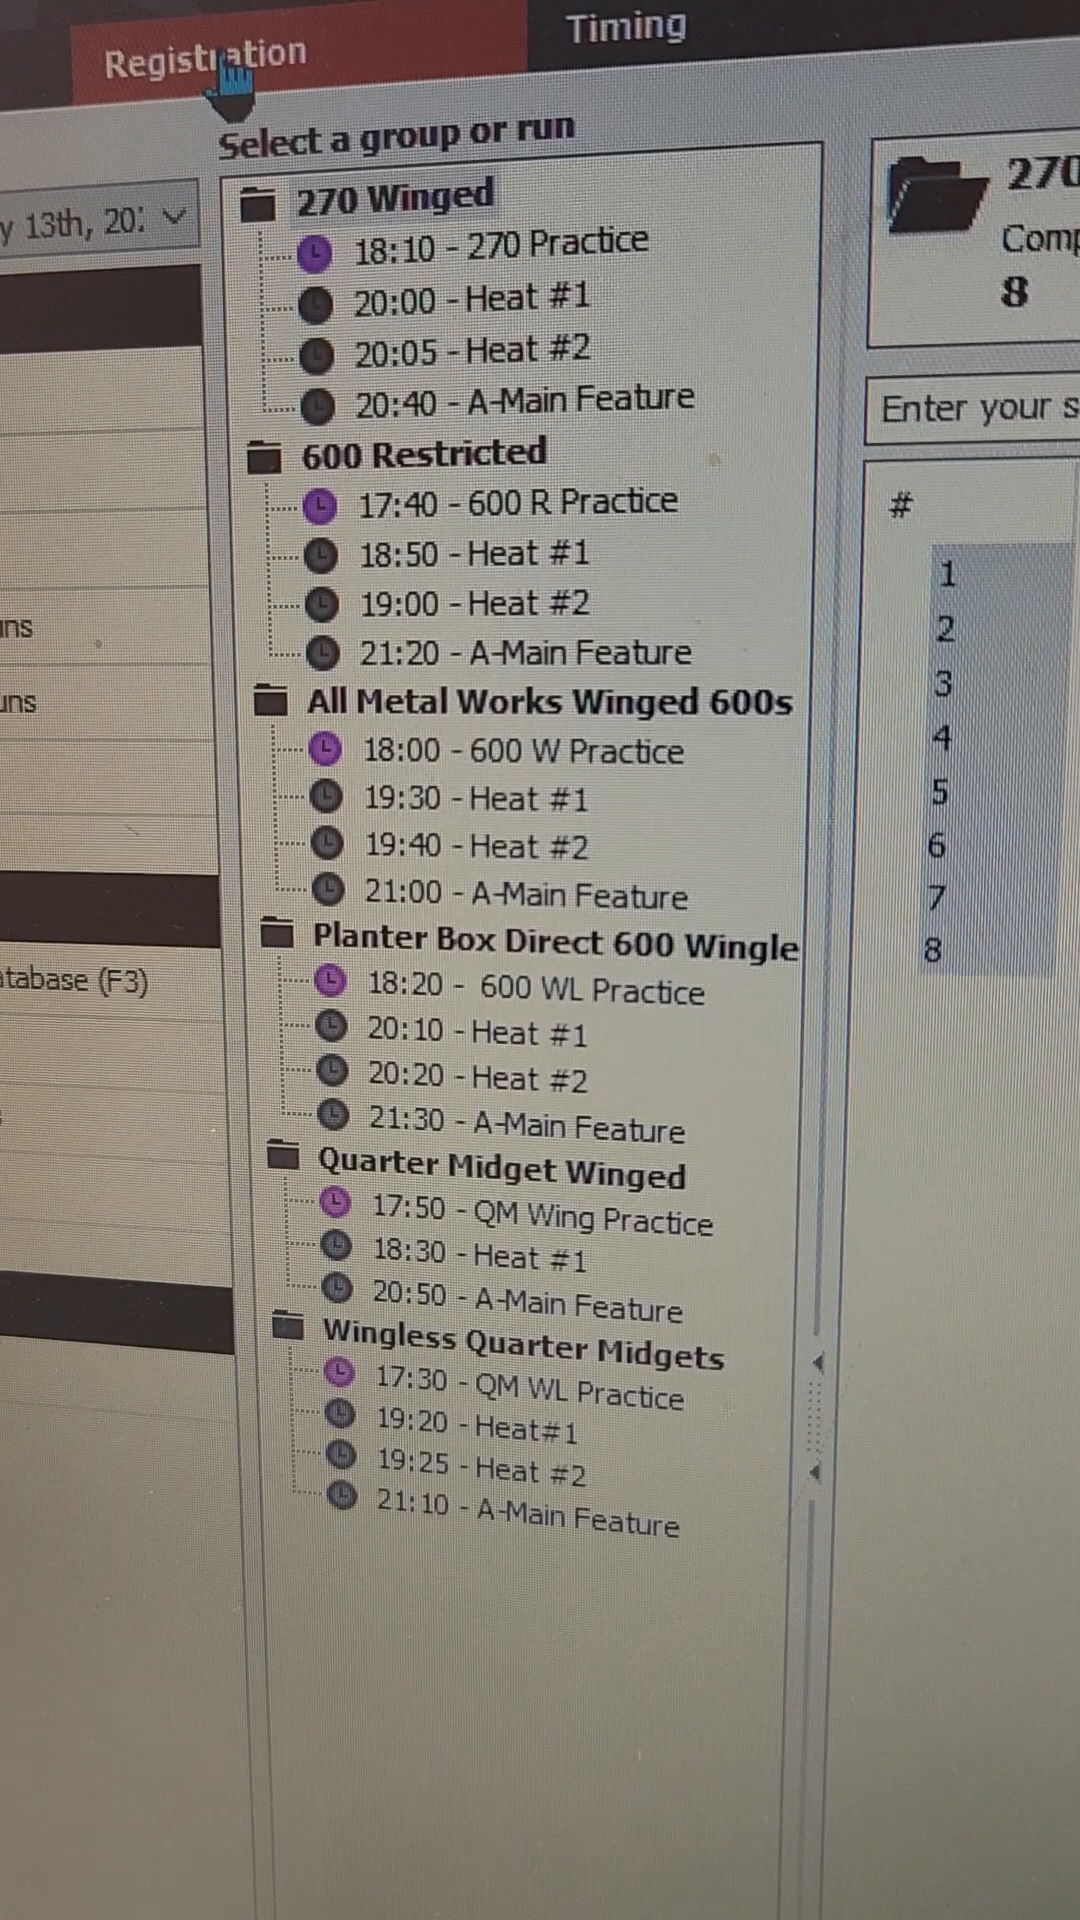 Registration
Timing
y 13th, 20
uns
uns
atabase (F3)
Select a group or run
270 Winged
18:10 - 270 Practice
20:00 - Heat #1
20:05 - Heat #2
20:40 - A-Main Feature
600 Restricted
17:40 - 600 R Practice
18:50 - Heat #1
19:00 - Heat #2
21:20 - A-Main Feature
All Metal Works Winged 600s
18:00 - 600 W Practice
19:30 - Heat #1
19:40 - Heat #2
21:00 - A-Main Feature
Planter Box Direct 600 Wingle
18:20 - 600 WL Practice
20:10 - Heat #1
20:20 - Heat #2
21:30 - A-Main Feature
Quarter Midget Winged
17:50 - QM Wing Practice
18:30 - Heat #1
20:50 - A-Main Feature
Wingless Quarter Midgets
17:30 - QM WL Practice
19:20 - Heat#1
19:25 - Heat #2
21:10 - A-Main Feature
270
Comp
8
Enter your s
#
1
2
3
4
5
6
7
8